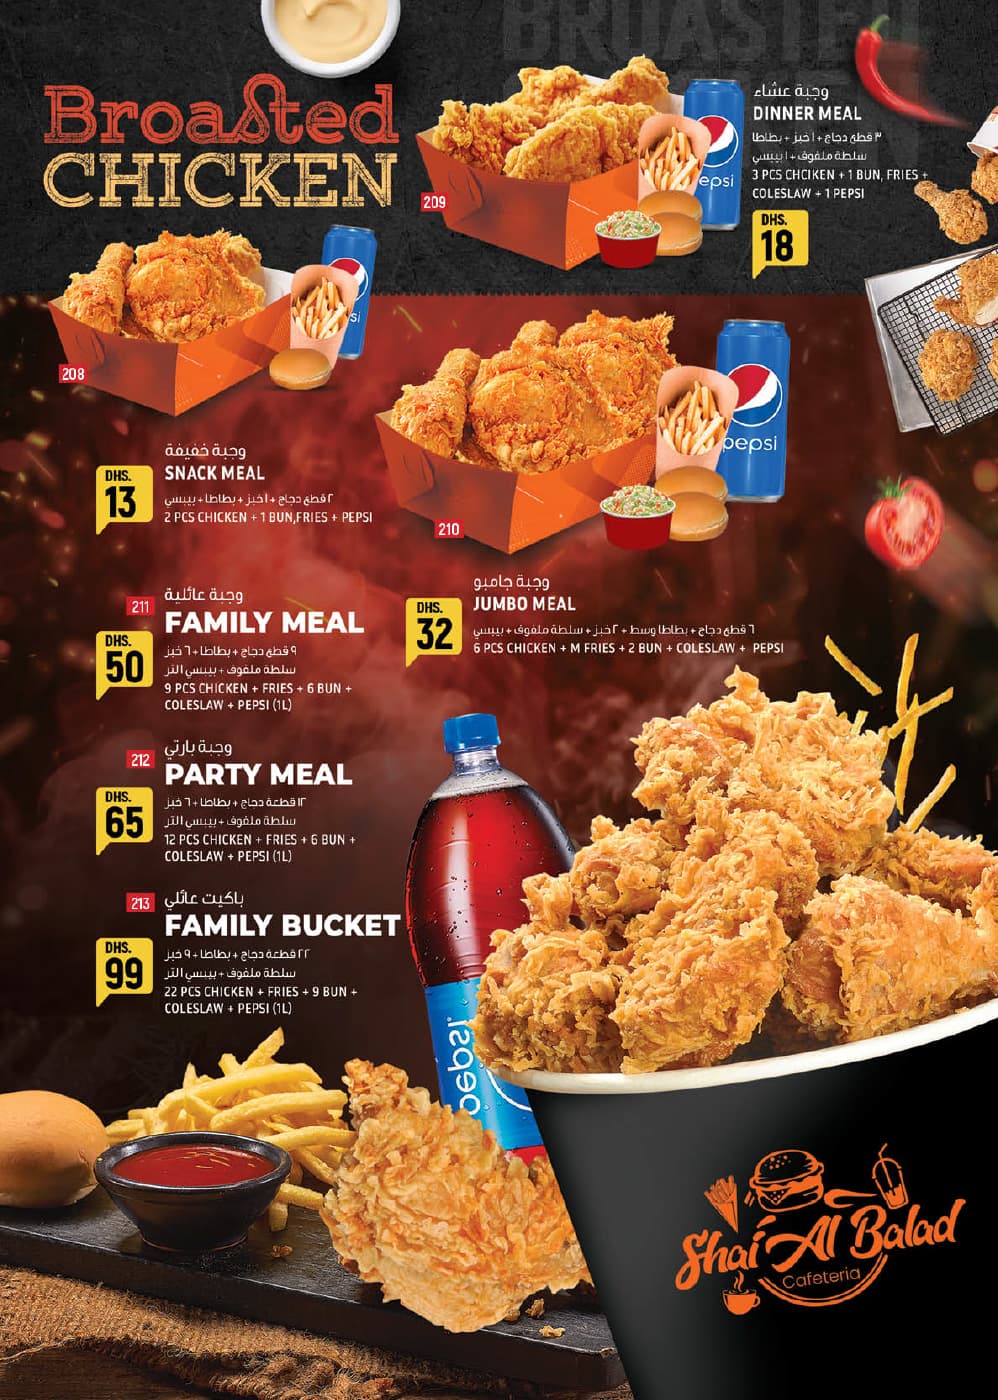 BROASTED
Broasted
CHICKEN
209
pepsi
وجبة عشاء
DINNER MEAL
٣ قطع دجاج + ١ خبز + بطاطا
سلطة ملفوف + ١ بيبسي
3 PCS CHICKEN + 1 BUN, FRIES +
COLESLAW + 1 PEPSI
DHS.
18
208
وجبة خفيفة
SNACK MEAL
٢ قطع دجاج + ١ خبز + بطاطا + بيبسي
2 PCS CHICKEN + 1 BUN,FRIES + PEPSI
DHS.
13
pepsi
210
وجبة جامبو
JUMBO MEAL
٦ قطع دجاج + بطاطا وسط + ٢ خبز + سلطة ملفوف + بيبسي
6 PCS CHICKEN + M FRIES + 2 BUN + COLESLAW + PEPSI
DHS.
32
211
وجبة عائلية
FAMILY MEAL
٩ قطع دجاج + بطاطا + ٦ خبز
سلطة ملفوف + بيبسي التر
9 PCS CHICKEN + FRIES + 6 BUN +
COLESLAW + PEPSI (1L)
DHS.
50
212
وجبة بارتي
PARTY MEAL
١٢ قطعة دجاج + بطاطا + ٦ خبز
سلطة ملفوف + بيبسي التر
12 PCS CHICKEN + FRIES + 6 BUN +
COLESLAW + PEPSI (1L)
DHS.
65
213
باكيت عائلي
FAMILY BUCKET
٢٢ قطعة دجاج + بطاطا + ٩ خبز
سلطة ملفوف + بيبسي التر
22 PCS CHICKEN + FRIES + 9 BUN +
COLESLAW + PEPSI (1L)
DHS.
99
pepsi
Shai Al Balad
Cafeteria